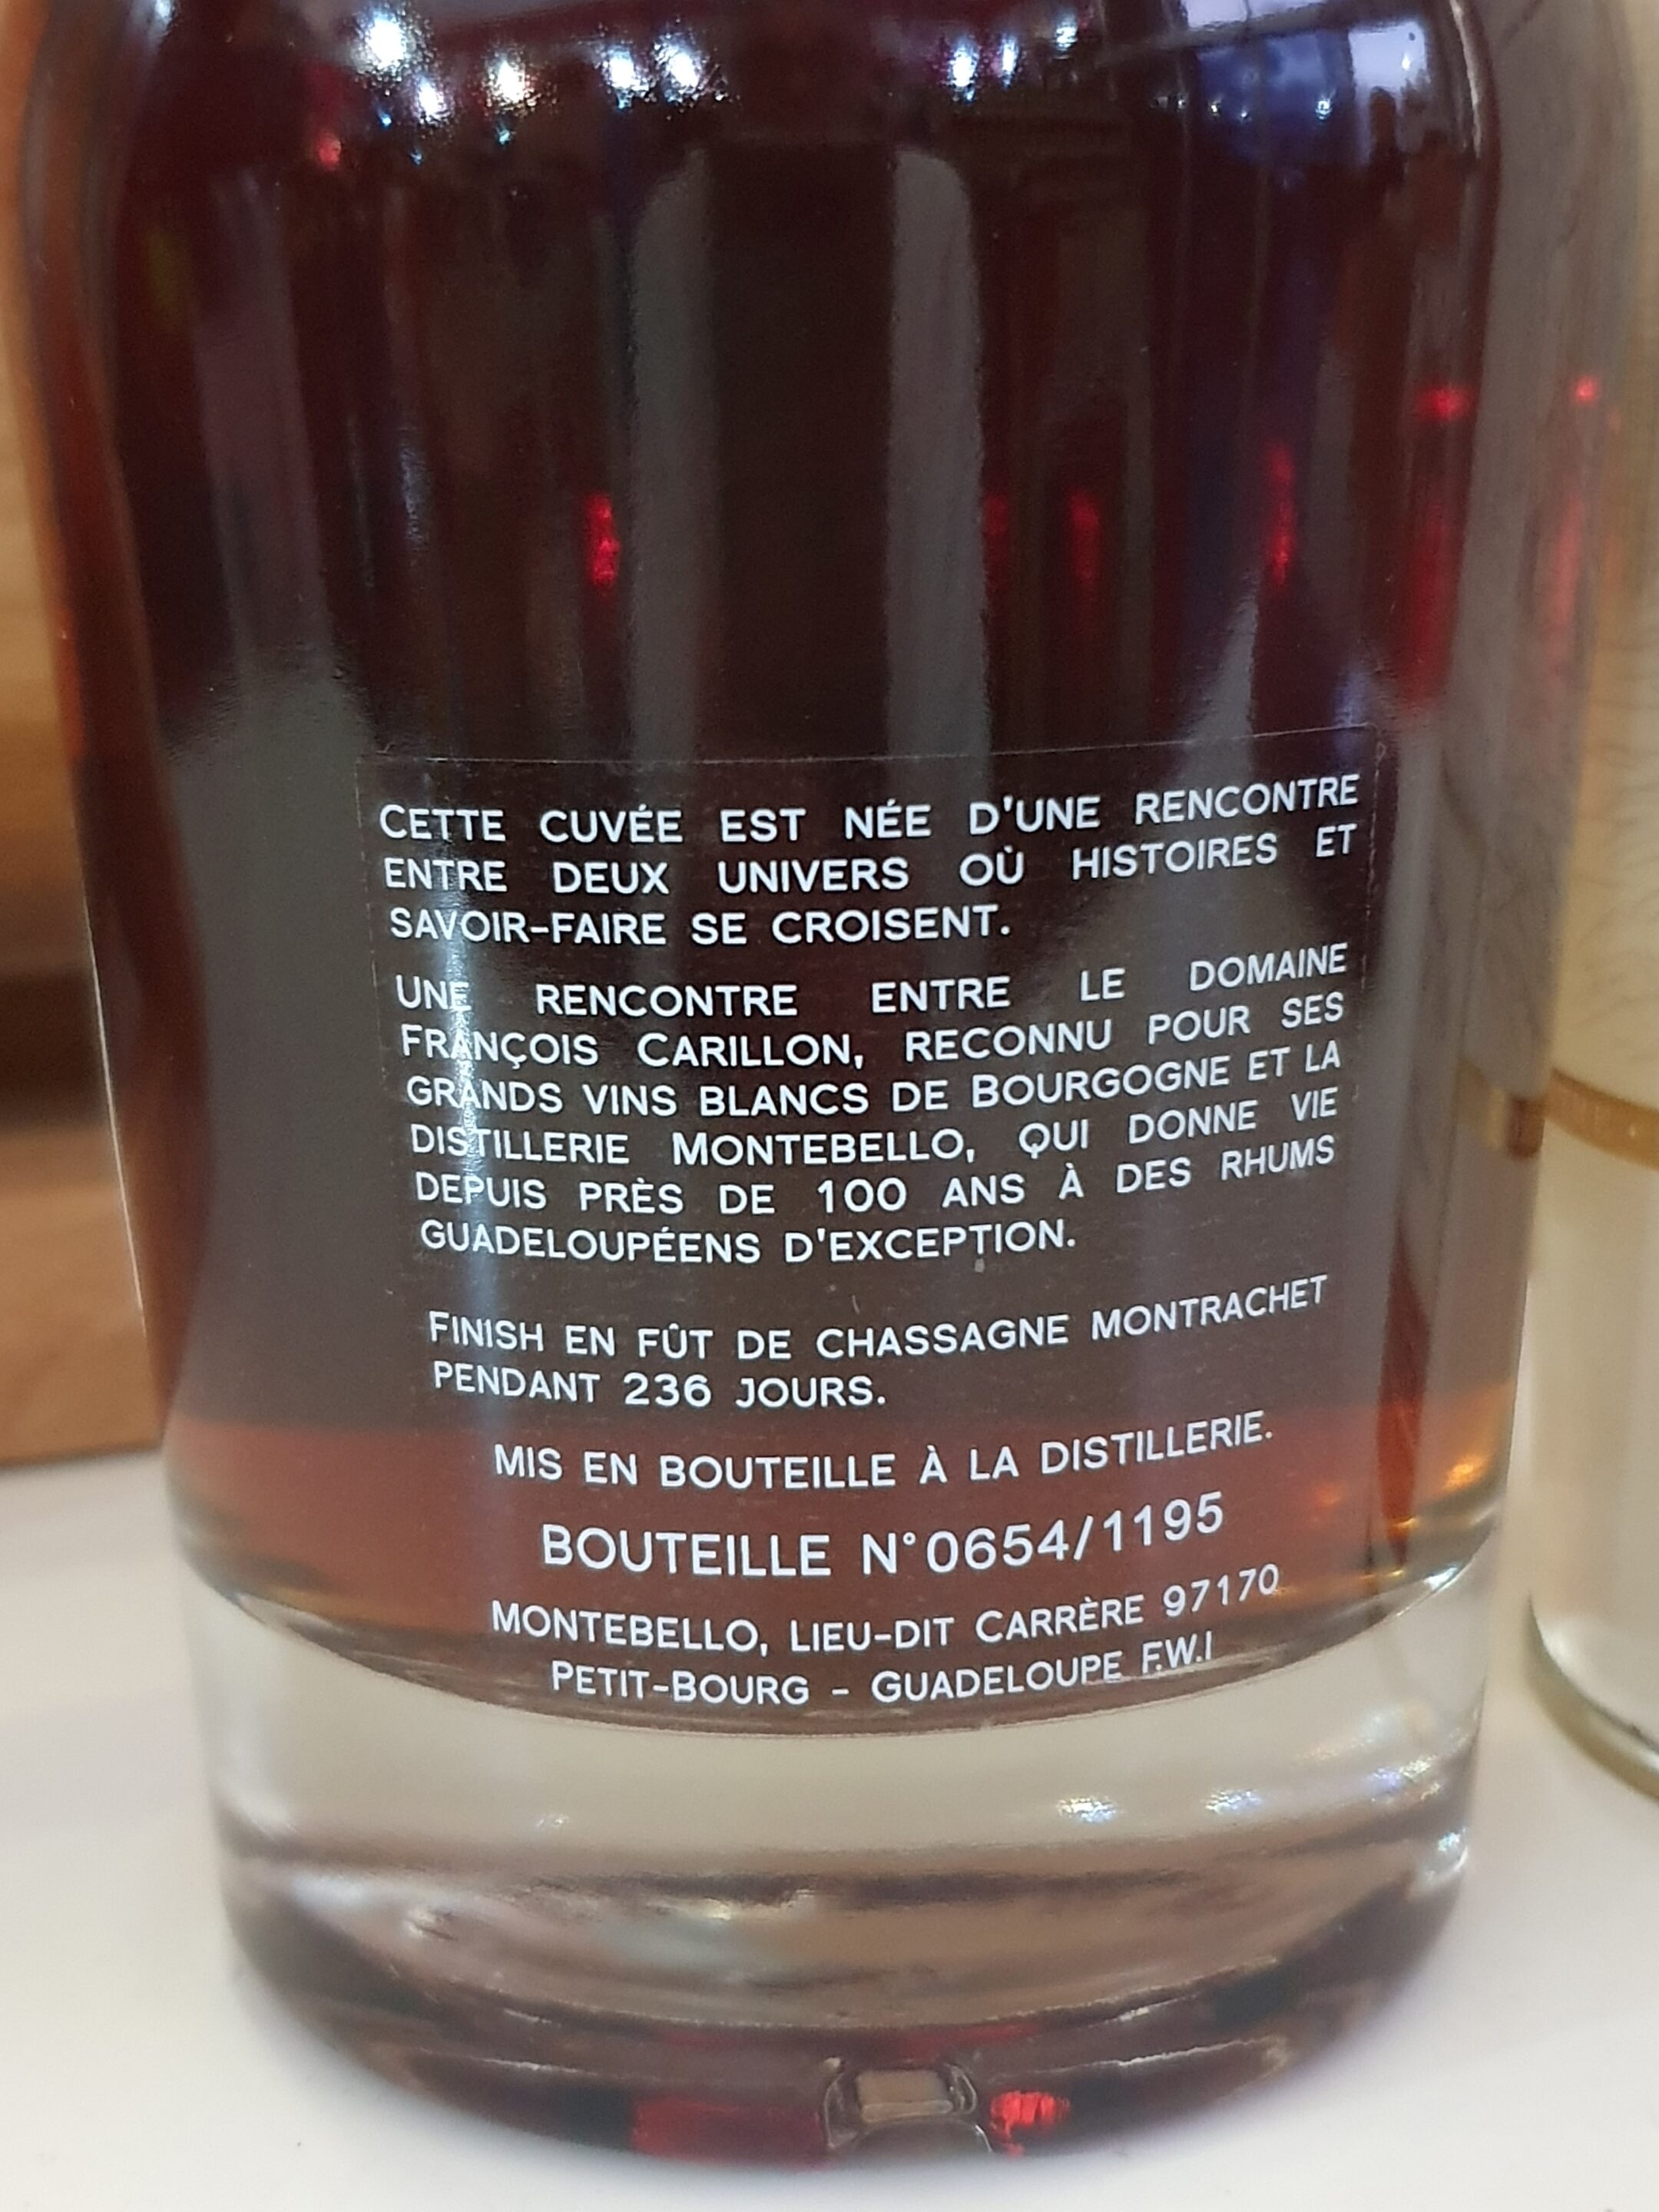 CETTE CUVÉE EST NÉE D'UNE RENCONTRE
ENTRE DEUX UNIVERS OÙ HISTOIRES ET
SAVOIR-FAIRE SE CROISENT.
UNE RENCONTRE ENTRE LE DOMAINE
FRANÇOIS CARILLON, RECONNU POUR SES
GRANDS VINS BLANCS DE BOURGOGNE ET LA
DISTILLERIE MONTEBELLO, QUI DONNE VIE
DEPUIS PRÈS DE 100 ANS À DES RHUMS
GUADELOUPÉENS D'EXCEPTION.
FINISH EN FÛT DE CHASSAGNE MONTRACHET
PENDANT 236 JOURS.
MIS EN BOUTEILLE À LA DISTILLERIE.
BOUTEILLE N°0654/1195
MONTEBELLO, LIEU-DIT CARRÈRE 97170
PETIT-BOURG - GUADELOUPE F.W.I